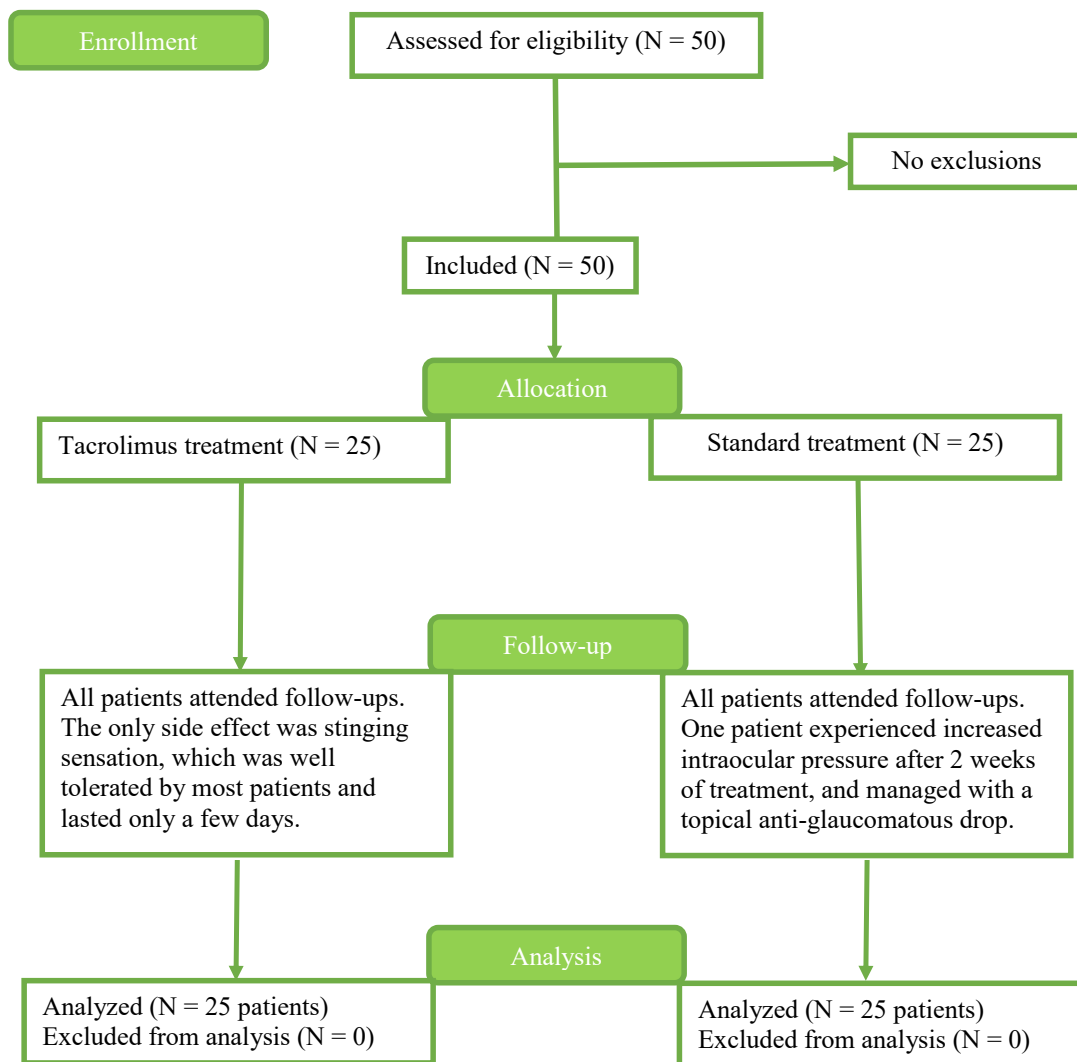 Enrollment
Assessed for eligibility (N = 50)
No exclusions
Included (N = 50)
Allocation
Tacrolimus treatment (N = 25)
Standard treatment (N = 25)
Follow-up
All patients attended follow-ups.
The only side effect was stinging
sensation, which was well
tolerated by most patients and
lasted only a few days.
All patients attended follow-ups.
One patient experienced increased
intraocular pressure after 2 weeks
of treatment, and managed with a
topical anti-glaucomatous drop.
Analysis
Analyzed (N = 25 patients)
Excluded from analysis (N = 0)
Analyzed (N = 25 patients)
Excluded from analysis (N = 0)